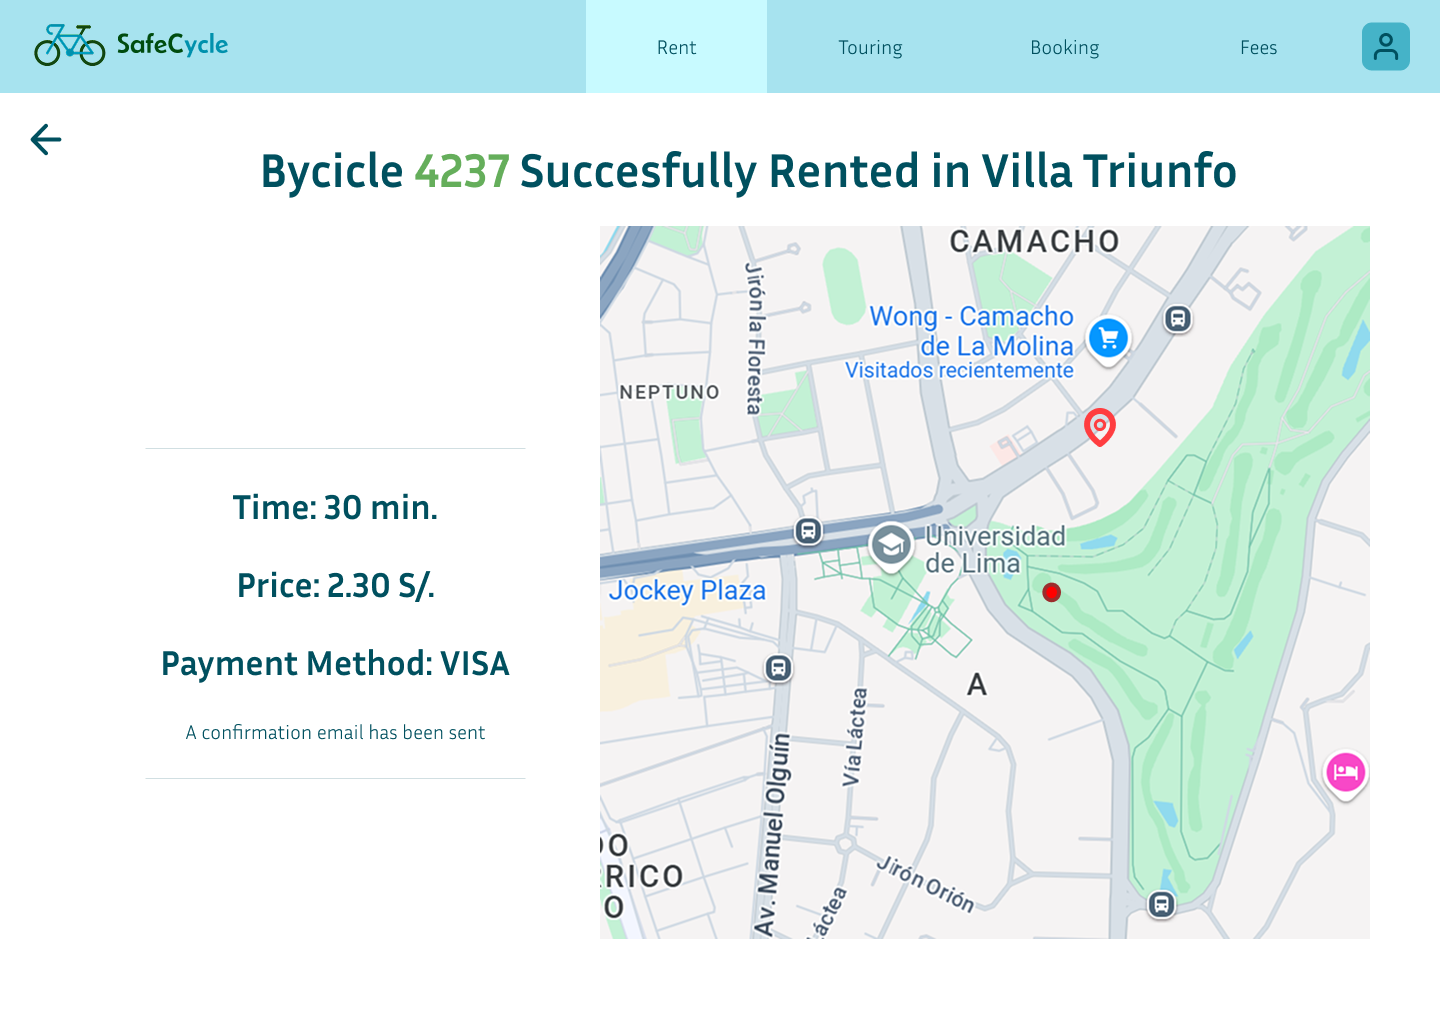 SafeCycle
Rent
Touring
Booking
Fees
Bycicle 4237 Succesfully Rented in Villa Triunfo
Time: 30 min.
Price: 2.30 S/.
Payment Method: VISA
A confirmation email has been sent
CAMACHO
Jirón la Floresta
Wong - Camacho
de La Molina
Visitados recientemente
NEPTUNO
Universidad
de Lima
Jockey Plaza
A
Vía Láctea
Av. Manuel Olguín
DO
RRICO
O
Jirón Orión
Láctea